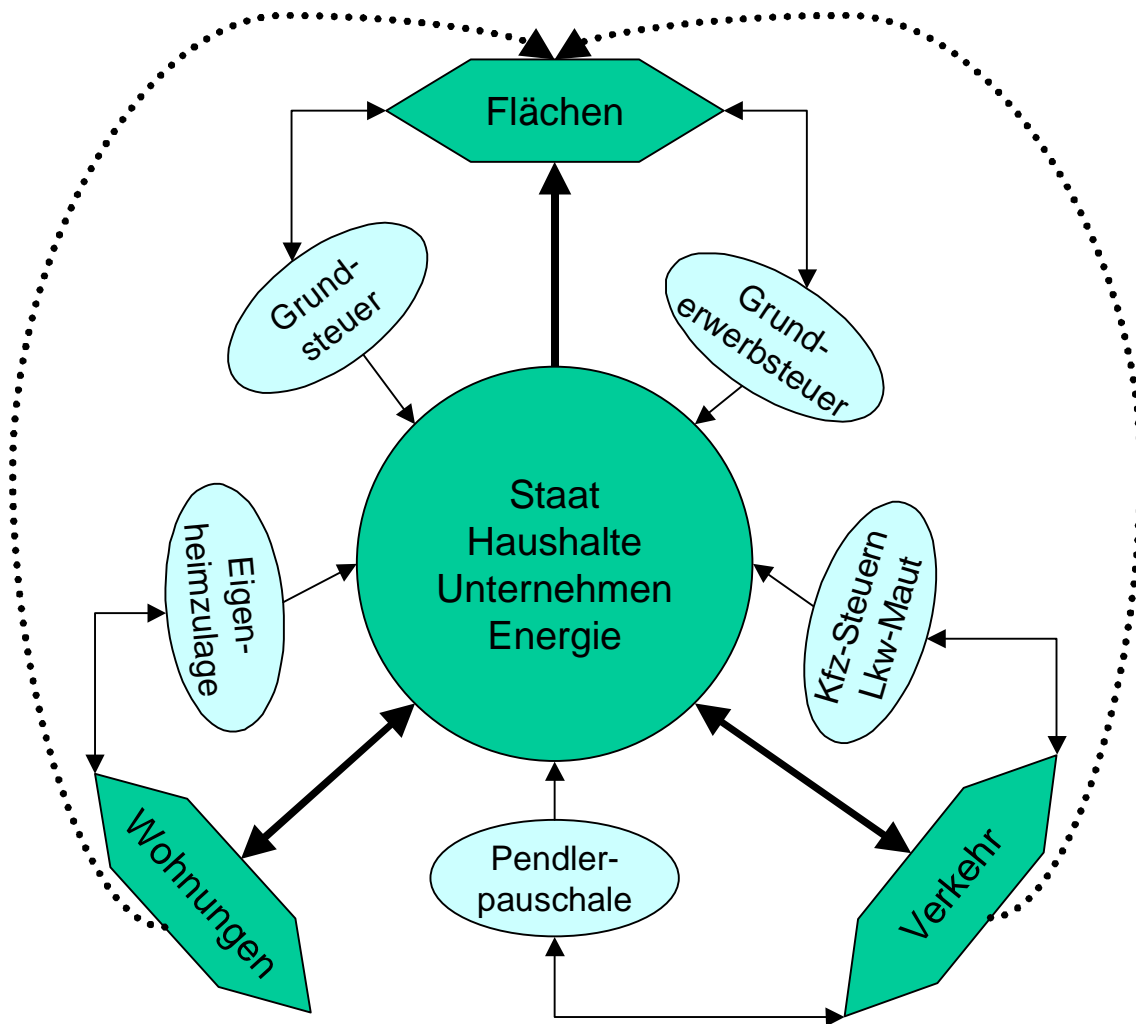 Flächen
Grund-
steuer
Grund-
erwerbsteuer
Staat
Haushalte
Unternehmen
Energie
Eigen-
heimzulage
Kfz-Steuern
Lkw-Maut
Wohnungen
Pendler-
pauschale
Verkehr